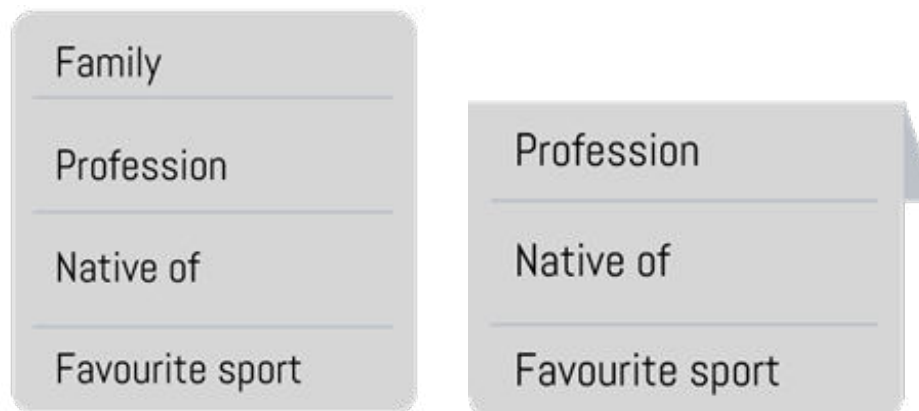 Family
Profession
Native of
Favourite sport
Profession
Native of
Favourite sport